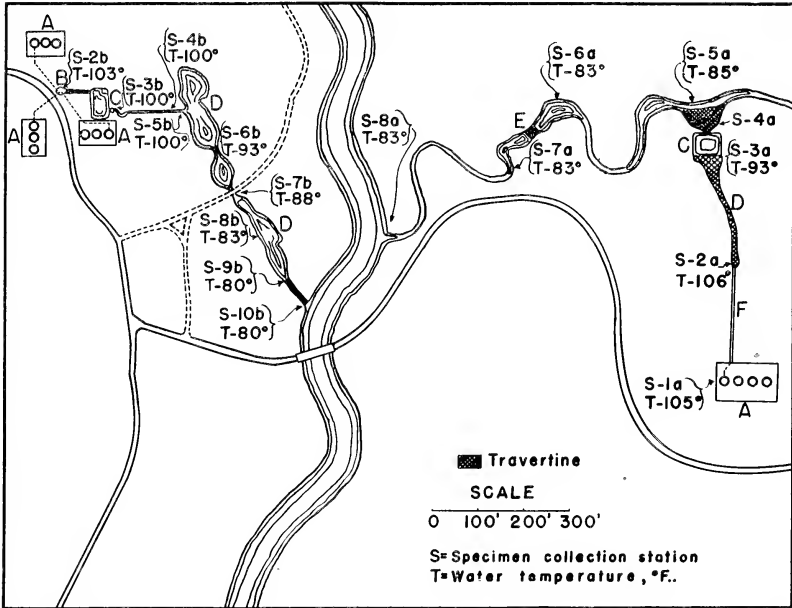 A
S-2b
T-103°
B
S-3b
T-100°
C
A
A
S-4b
T-100°
D
S-5b
T-100°
S-6b
T-93°
S-7b
T-88°
S-8b
T-83°
D
S-9b
T-80°
S-10b
T-80°
S-8a
T-83°
S-6a
T-83°
E
S-7a
T-83°
S-5a
T-85°
S-4a
C
S-3a
T-93°
D
S-2a
T-106°
F
S-1a
T-105°
A
Travertine
SCALE
0 100' 200' 300'
S=Specimen collection station
T=Water temperature, °F..